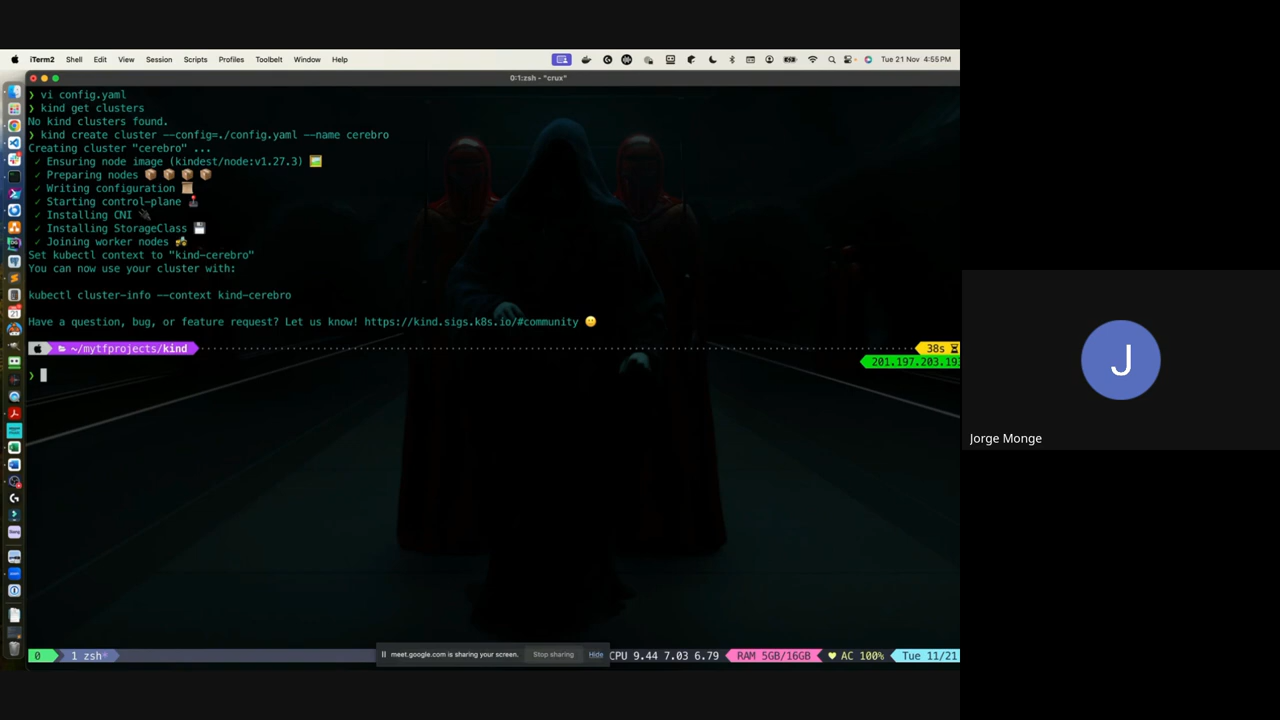 iTerm2 Shell Edit View Session Scripts Profiles Toolbelt Window Help Tue 21 Nov 4:55 PM
0:1:zsh - "crux"
❯ vi config.yaml
❯ kind get clusters
No kind clusters found.
❯ kind create cluster --config=./config.yaml --name cerebro
Creating cluster "cerebro" ...
✓ Ensuring node image (kindest/node:v1.27.3) 🖼
✓ Preparing nodes 📦 📦 📦 📦
✓ Writing configuration 📜
✓ Starting control-plane 🕹️
✓ Installing CNI 🔌
✓ Installing StorageClass 💾
✓ Joining worker nodes 🚜
Set kubectl context to "kind-cerebro"
You can now use your cluster with:
kubectl cluster-info --context kind-cerebro
Have a question, bug, or feature request? Let us know! https://kind.sigs.k8s.io/#community 🙂
~/mytfprojects/kind 38s
201.197.203.193
❯
0 1 zsh* meet.google.com is sharing your screen. Stop sharing Hide CPU 9.44 7.03 6.79 RAM 5GB/16GB ♥ AC 100% Tue 11/21
J
Jorge Monge